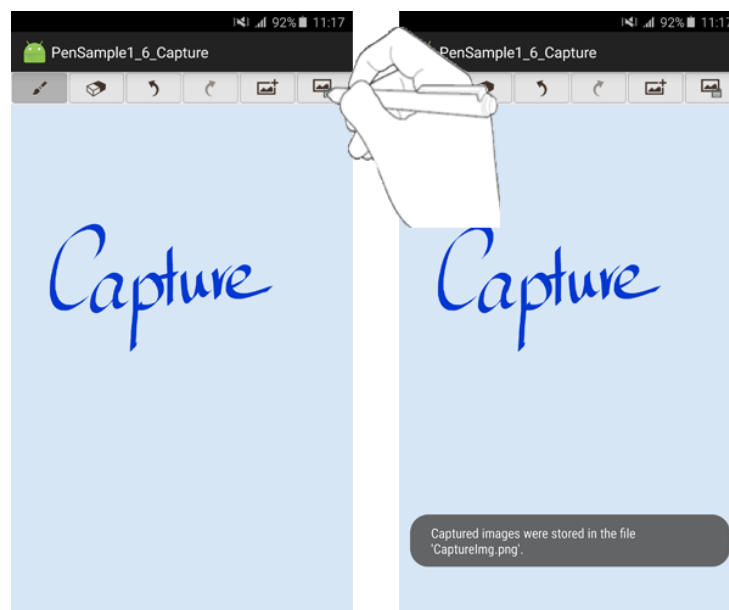 92% 11:17
PenSample1_6_Capture
Capture
92% 11:17
PenSample1_6_Capture
Capture
Captured images were stored in the file
'CaptureImg.png'.